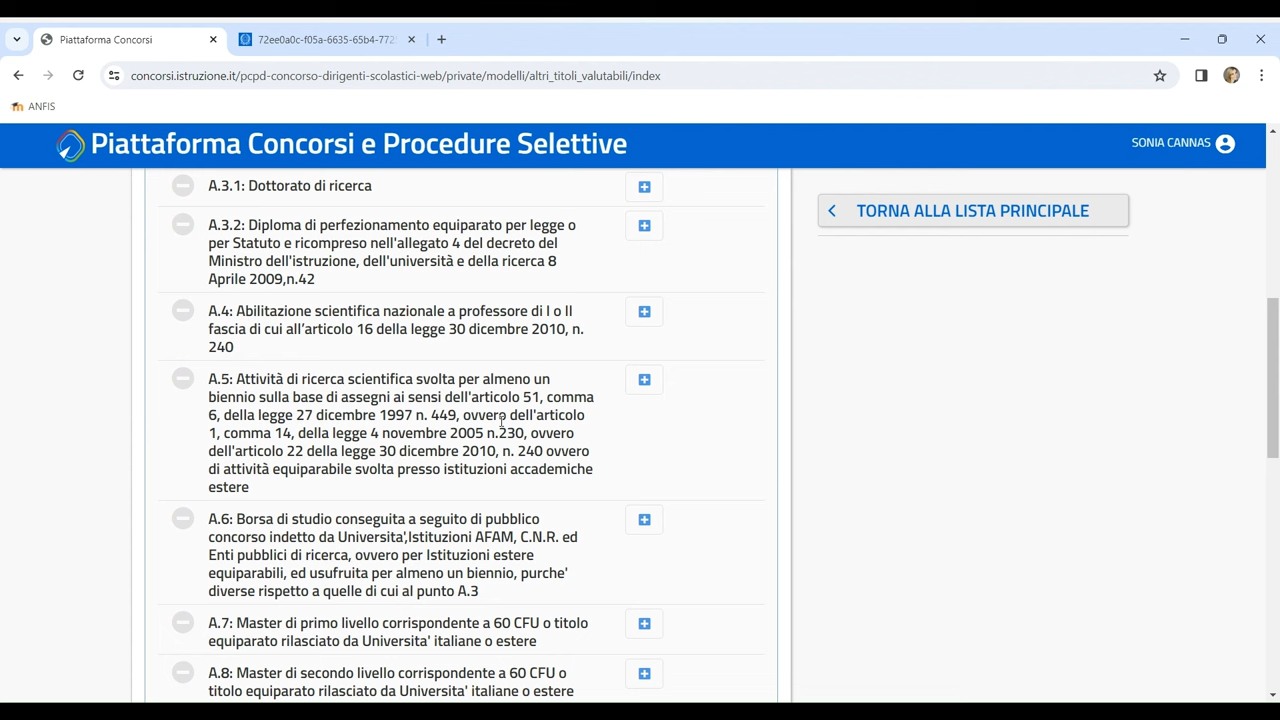 Piattaforma Concorsi
72ee0a0c-f05a-6635-65b4-772
concorsi.istruzione.it/pcpd-concorso-dirigenti-scolastici-web/private/modelli/altri_titoli_valutabili/index
ANFIS
Piattaforma Concorsi e Procedure Selettive
SONIA CANNAS
A.3.1: Dottorato di ricerca
A.3.2: Diploma di perfezionamento equiparato per legge o
per Statuto e ricompreso nell'allegato 4 del decreto del
Ministro dell'istruzione, dell'università e della ricerca 8
Aprile 2009,n.42
A.4: Abilitazione scientifica nazionale a professore di I o II
fascia di cui all’articolo 16 della legge 30 dicembre 2010, n.
240
A.5: Attività di ricerca scientifica svolta per almeno un
biennio sulla base di assegni ai sensi dell'articolo 51, comma
6, della legge 27 dicembre 1997 n. 449, ovvero dell'articolo
1, comma 14, della legge 4 novembre 2005 n.230, ovvero
dell'articolo 22 della legge 30 dicembre 2010, n. 240 ovvero
di attività equiparabile svolta presso istituzioni accademiche
estere
A.6: Borsa di studio conseguita a seguito di pubblico
concorso indetto da Universita',Istituzioni AFAM, C.N.R. ed
Enti pubblici di ricerca, ovvero per Istituzioni estere
equiparabili, ed usufruita per almeno un biennio, purche'
diverse rispetto a quelle di cui al punto A.3
A.7: Master di primo livello corrispondente a 60 CFU o titolo
equiparato rilasciato da Universita' italiane o estere
A.8: Master di secondo livello corrispondente a 60 CFU o
titolo equiparato rilasciato da Universita' italiane o estere
TORNA ALLA LISTA PRINCIPALE